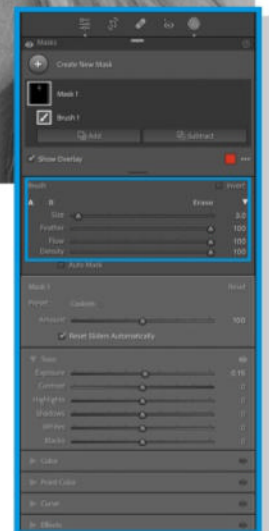 Masks
Create New Mask
Mask 1
Brush 1
Add Subtract
Show Overlay
Brush Invert
A B Erase
Size 3.0
Feather 100
Flow 100
Density 100
Auto Mask
Mask 1 Reset
Preset : Custom
Amount 100
Reset Sliders Automatically
Tone
Exposure 0.15
Contrast 0
Highlights 0
Shadows 0
Whites 0
Blacks 0
Color
Point Color
Curve
Effects